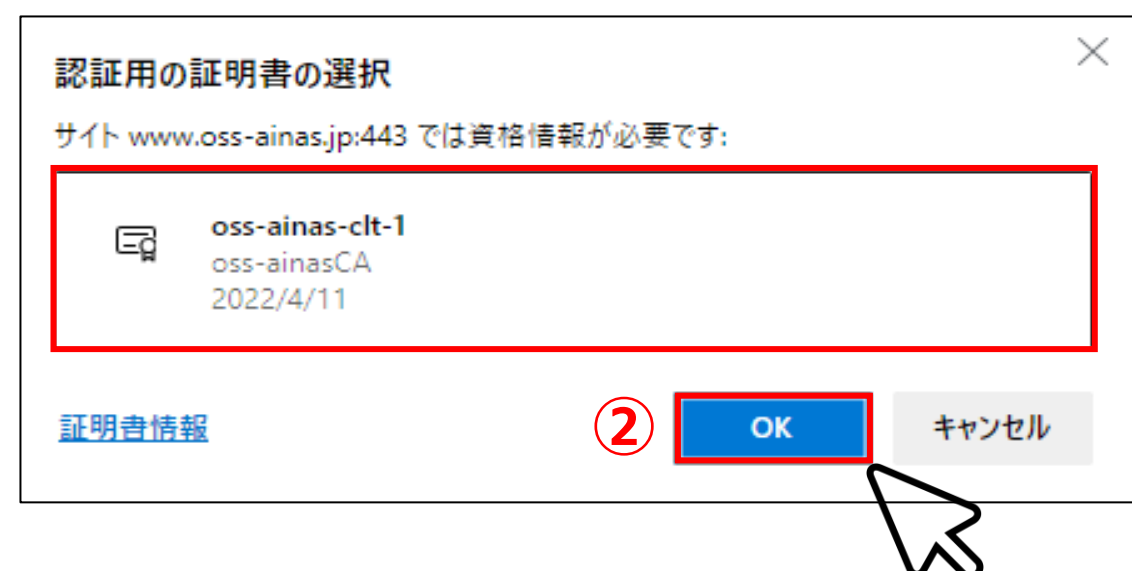 認証用の証明書の選択
サイト www.oss-ainas.jp:443 では資格情報が必要です:
oss-ainas-clt-1
oss-ainasCA
2022/4/11
証明書情報
② OK キャンセル